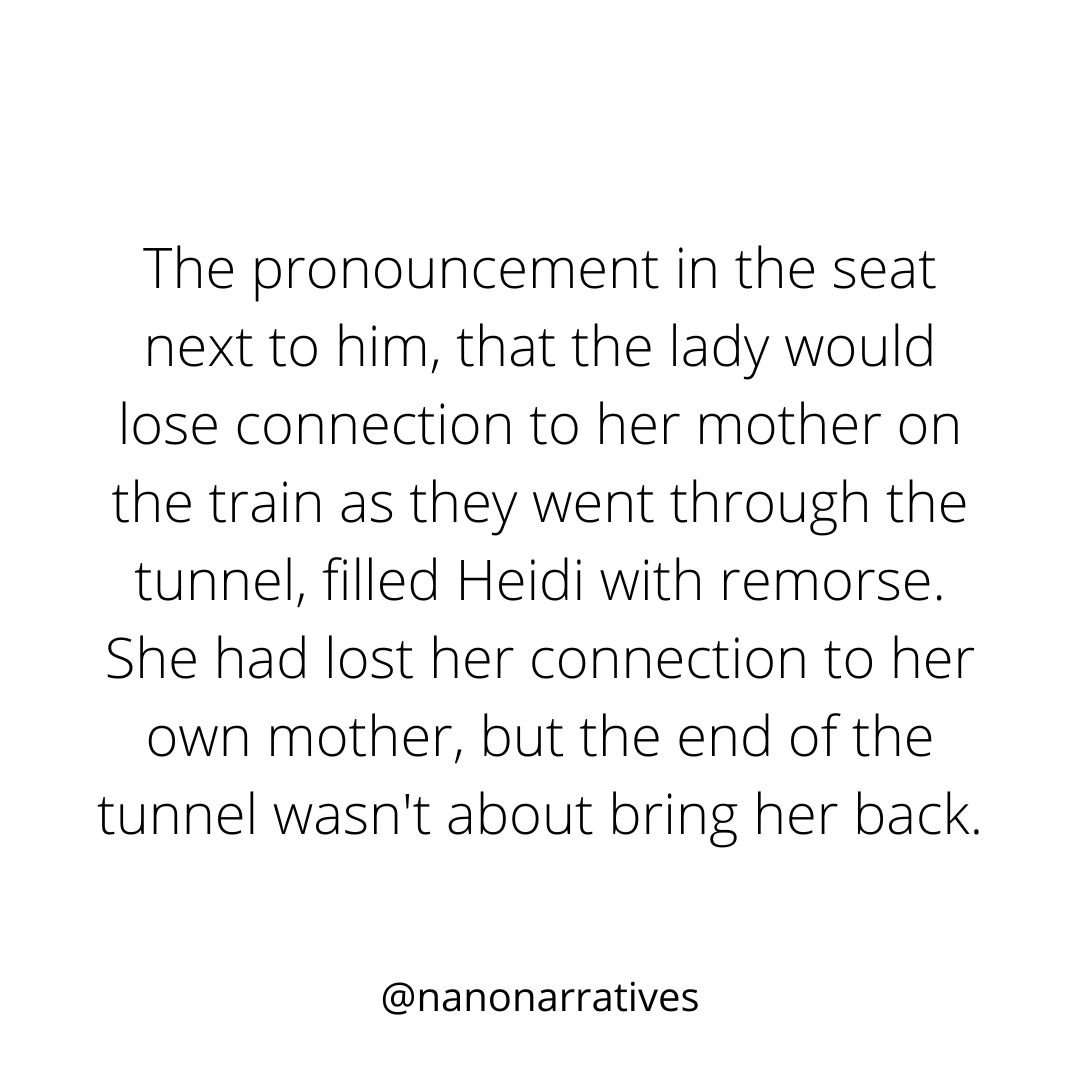 The pronouncement in the seat
next to him, that the lady would
lose connection to her mother on
the train as they went through the
tunnel, filled Heidi with remorse.
She had lost her connection to her
own mother, but the end of the
tunnel wasn't about bring her back.
@nanonarratives